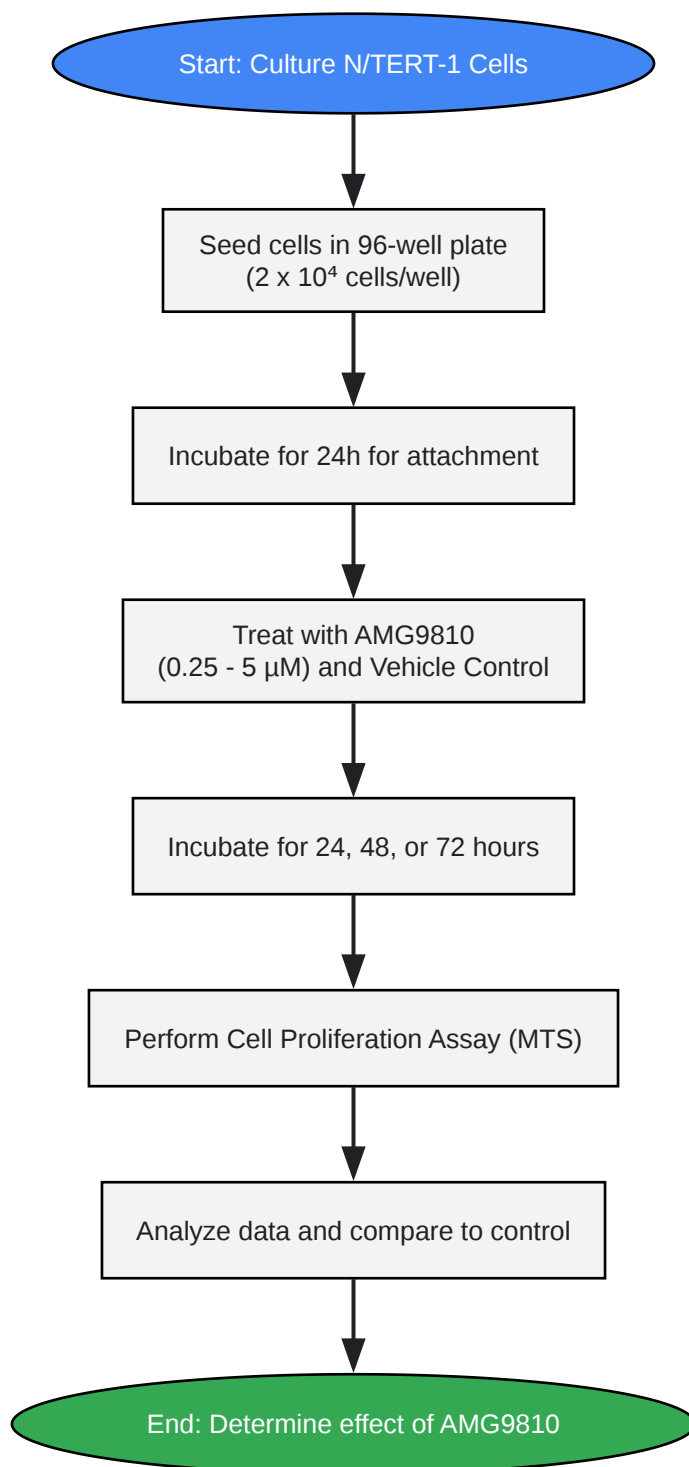 Start: Culture N/TERT-1 Cells
Seed cells in 96-well plate
(2 x 10⁴ cells/well)
Incubate for 24h for attachment
Treat with AMG9810
(0.25 - 5 µM) and Vehicle Control
Incubate for 24, 48, or 72 hours
Perform Cell Proliferation Assay (MTS)
Analyze data and compare to control
End: Determine effect of AMG9810